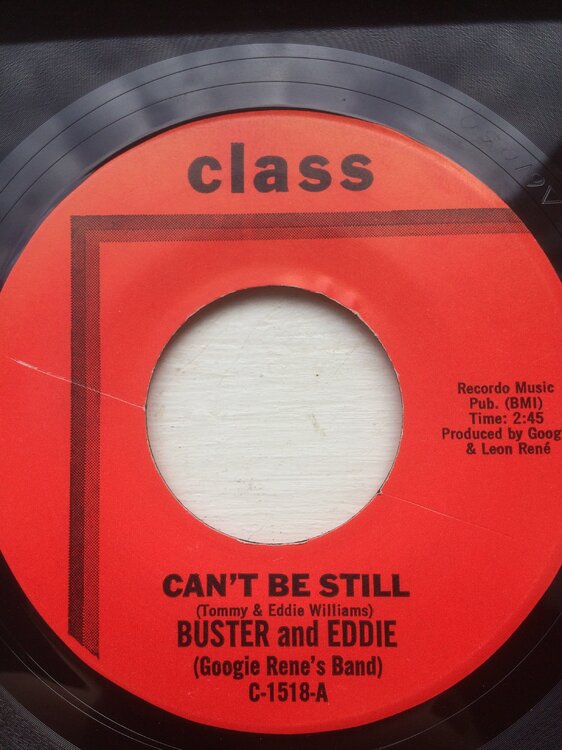 class
Recordo Music
Pub. (BMI)
Time: 2:45
Produced by Goog
& Leon René
CAN'T BE STILL
(Tommy & Eddie Williams)
BUSTER and EDDIE
(Googie Rene's Band)
C-1518-A